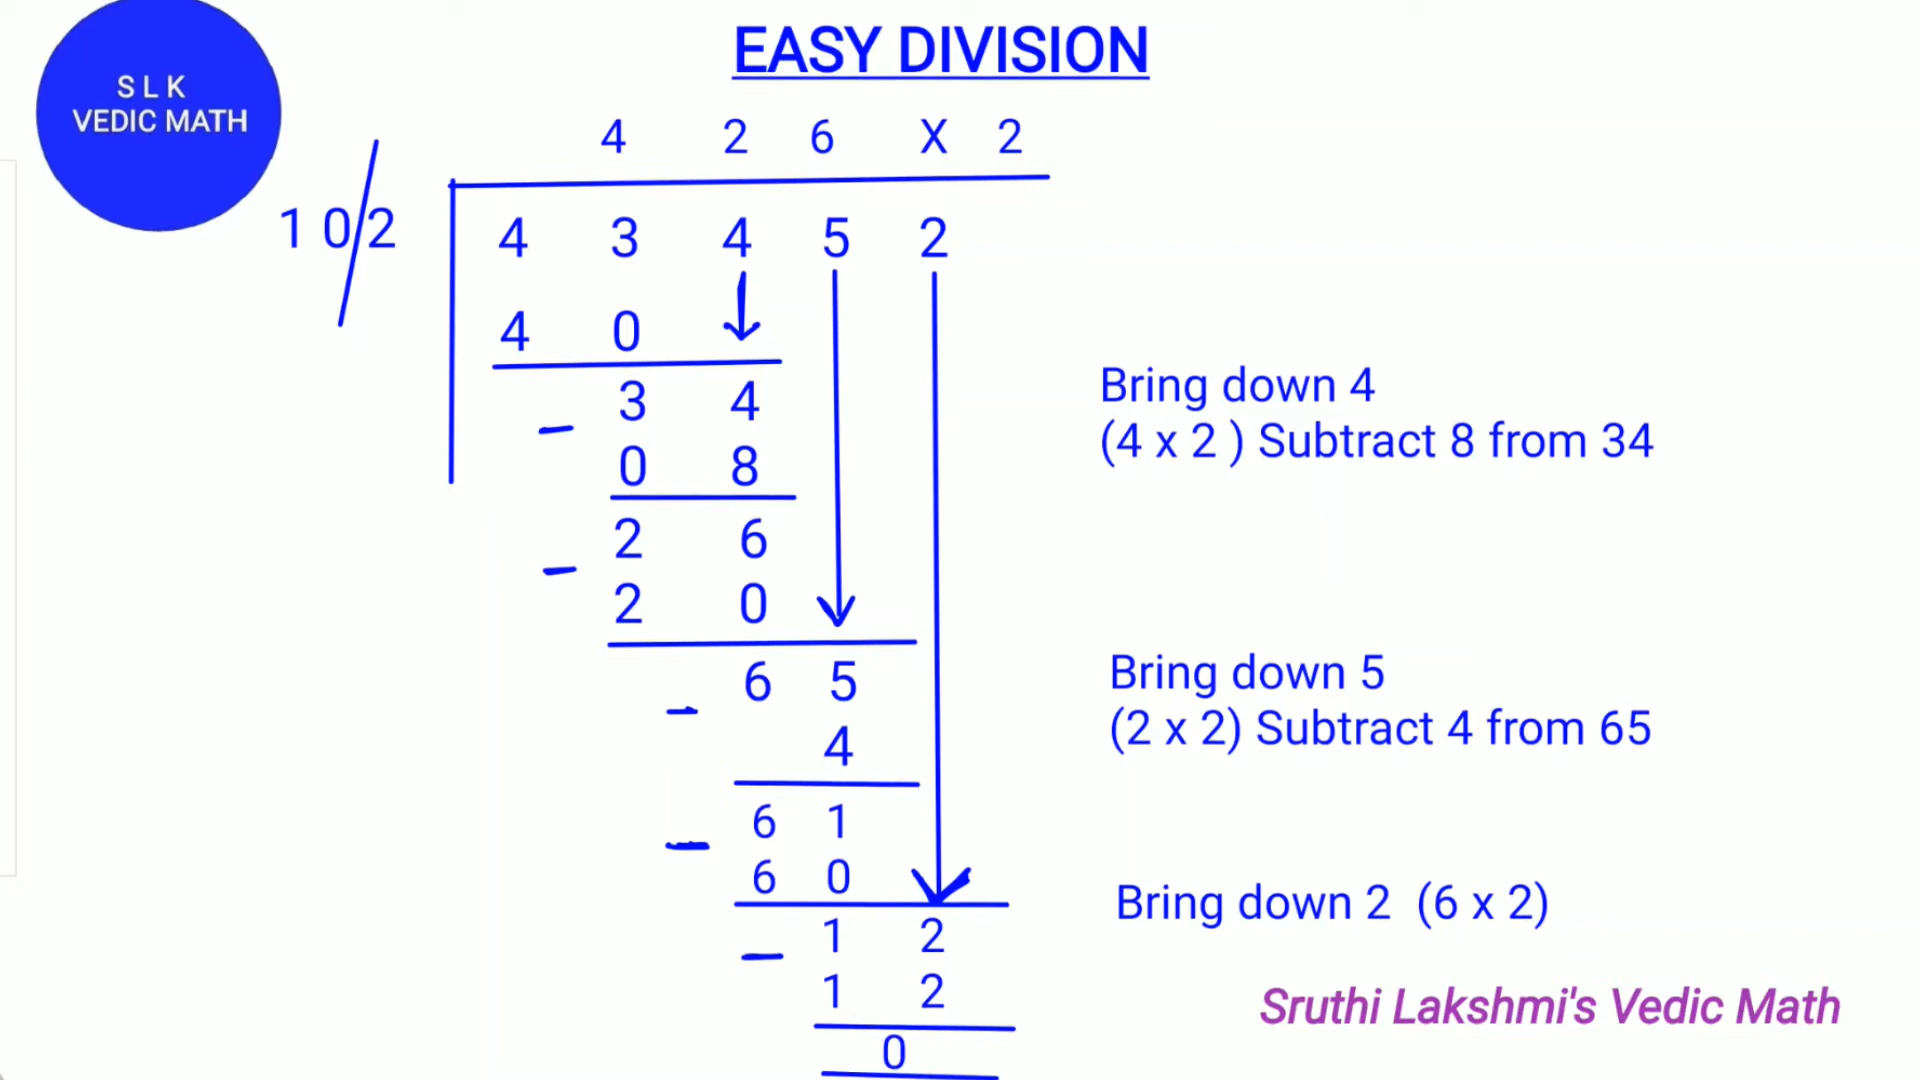 S L K
VEDIC MATH
EASY DIVISION
4 2 6 X 2
1 0/2 4 3 4 5 2
4 0
3 4
Bring down 4
(4 x 2 ) Subtract 8 from 34
- 0 8
2 6
- 2 0
6 5
Bring down 5
(2 x 2) Subtract 4 from 65
- 4
6 1
- 6 0
Bring down 2 (6 x 2)
1 2
- 1 2
0
Sruthi Lakshmi's Vedic Math